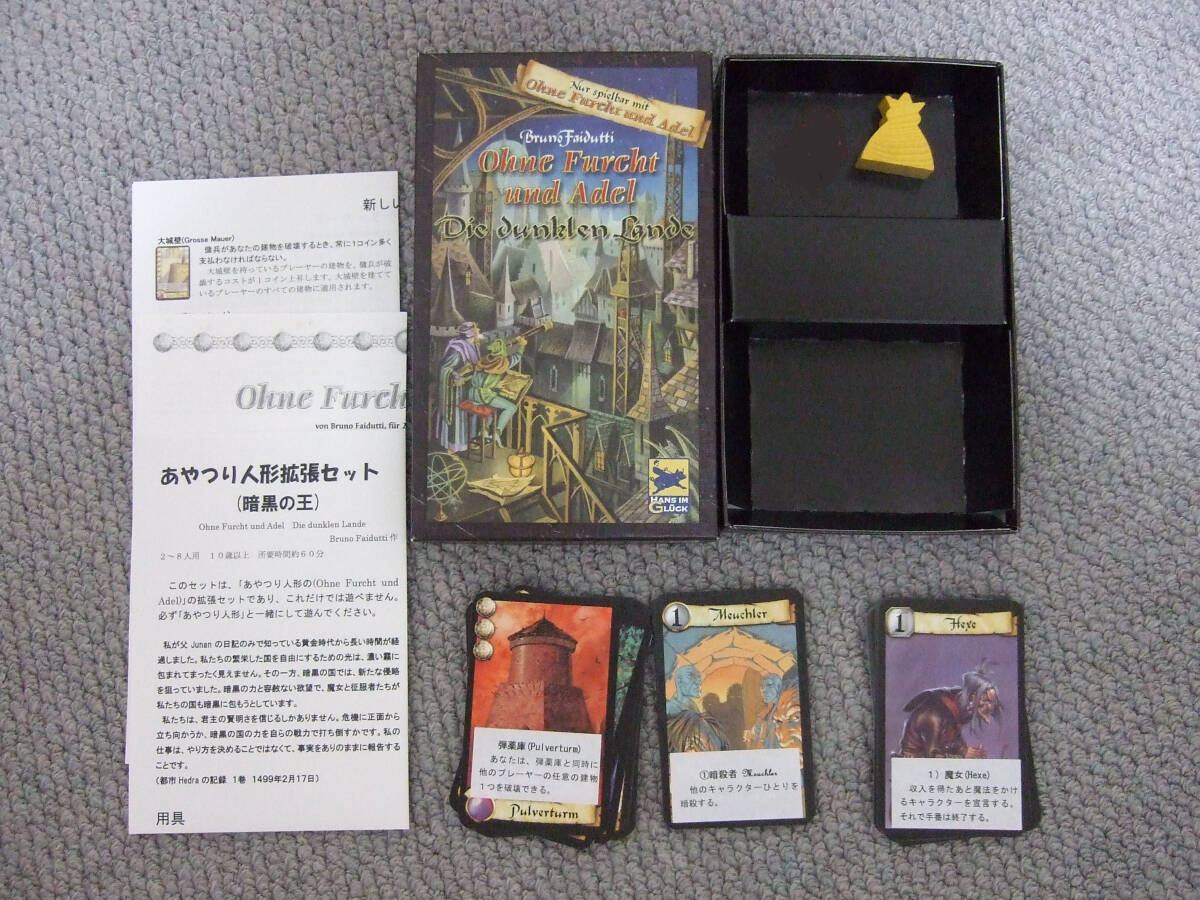 新しい
大城壁(Grosse Mauer)
傭兵があなたの建物を破壊するとき、常に1コイン多く
支払わなければならない。
大城壁を持っているプレーヤーの建物を、傭兵が破
壊するコストが1コイン上昇します。大城壁を建てて
いるプレーヤーのすべての建物に適用されます。
Ohne Furch
von Bruno Faidutti, für 2
あやつり人形拡張セット
(暗黒の王)
Ohne Furcht und Adel Die dunklen Lande
Bruno Faidutti 作
2～8人用 10歳以上 所要時間約60分
このセットは、「あやつり人形の(Ohne Furcht und
Adel)」の拡張セットであり、これだけでは遊べません。
必ず「あやつり人形」と一緒にして遊んでください。
私が父 Junan の日記のみで知っている黄金時代から長い時間が経
過しました。私たちの繁栄した国を自由にするための光は、濃い霧に
包まれてまったく見えません。その一方、暗黒の国では、新たな侵略
を狙っていました。暗黒の力と容赦ない欲望で、魔女と征服者たちが
私たちの国も暗黒に包もうとしています。
私たちは、君主の賢明さを信じるしかありません。危機に正面から
立ち向かうか、暗黒の国の力を自らの戦力で打ち倒すかです。私の
仕事は、やり方を決めることではなくて、事実をありのままに報告する
ことです。
(都市 Hedra の記録 1巻 1499年2月17日)
用具
Nur spielbar mit
Ohne Furcht und Adel
Bruno Faidutti
Ohne Furcht
und Adel
Die dunklen Lande
HANS IM
GLÜCK
弾薬庫(Pulverturm)
あなたは、弾薬庫と同時に
他のプレーヤーの任意の建物
1つを破壊できる。
Pulverturm
1
Meuchler
①暗殺者 Meuchler
他のキャラクターひとりを
暗殺する。
1
Hexe
1) 魔女(Hexe)
収入を得たあと魔法をかけ
るキャラクターを宣言する。
それで手番は終了する。